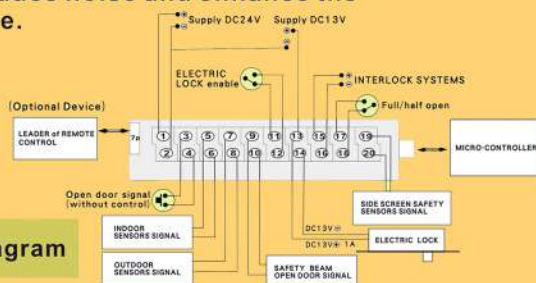 e.
Supply DC24V
Supply DC13V
ELECTRIC
LOCK enable
INTERLOCK SYSTEMS
Full/half open
(Optional Device)
LEADER of REMOTE
CONTROL
7p
1 3 5 7 9 11 13 15 17 19
2 4 6 8 10 12 14 16 18 20
MICRO-CONTROLLER
Open door signal
(without control)
SIDE SCREEN SAFETY
SENSORS SIGNAL
INDOOR
SENSORS SIGNAL
DC13V⊖
DC13V⊕ 1A
ELECTRIC LOCK
agram
OUTDOOR
SENSORS SIGNAL
SAFETY BEAM
OPEN DOOR SIGNAL